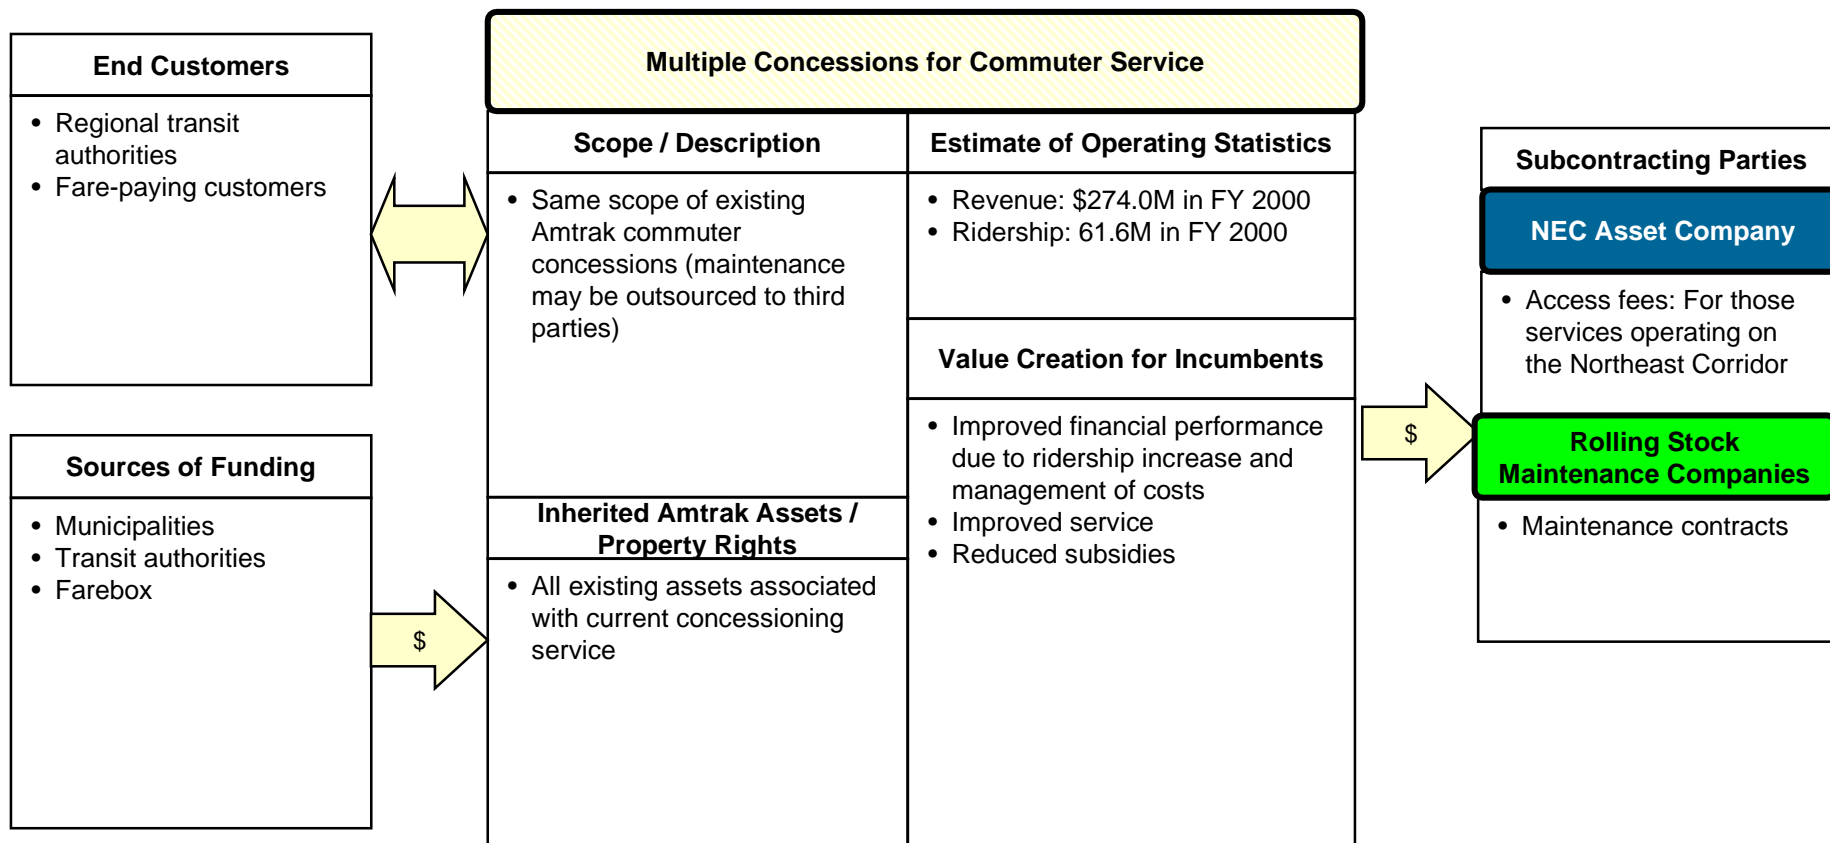 Multiple Concessions for Commuter Service
End Customers
• Regional transit
authorities
• Fare-paying customers
Sources of Funding
• Municipalities
• Transit authorities
• Farebox
$
Scope / Description
• Same scope of existing
Amtrak commuter
concessions (maintenance
may be outsourced to third
parties)
Inherited Amtrak Assets /
Property Rights
• All existing assets associated
with current concessioning
service
Estimate of Operating Statistics
• Revenue: $274.0M in FY 2000
• Ridership: 61.6M in FY 2000
Value Creation for Incumbents
• Improved financial performance
due to ridership increase and
management of costs
• Improved service
• Reduced subsidies
$
Subcontracting Parties
NEC Asset Company
• Access fees: For those
services operating on
the Northeast Corridor
Rolling Stock
Maintenance Companies
• Maintenance contracts